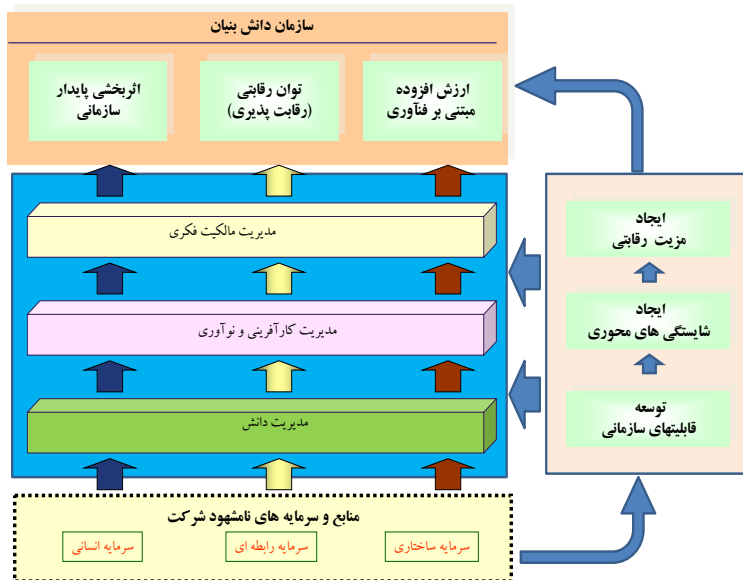 سازمان دانش بنیان
ارزش افزوده
مبتنی بر فنآوری
توان رقابتی
(رقابت پذیری)
اثربخشی پایدار
سازمانی
مدیریت مالکیت فکری
مدیریت کارآفرینی و نوآوری
مدیریت دانش
ایجاد
مزیت رقابتی
ایجاد
شایستگی های محوری
توسعه
قابلیتهای سازمانی
منابع و سرمایه های نامشهود شرکت
سرمایه ساختاری
سرمایه رابطه ای
سرمایه انسانی